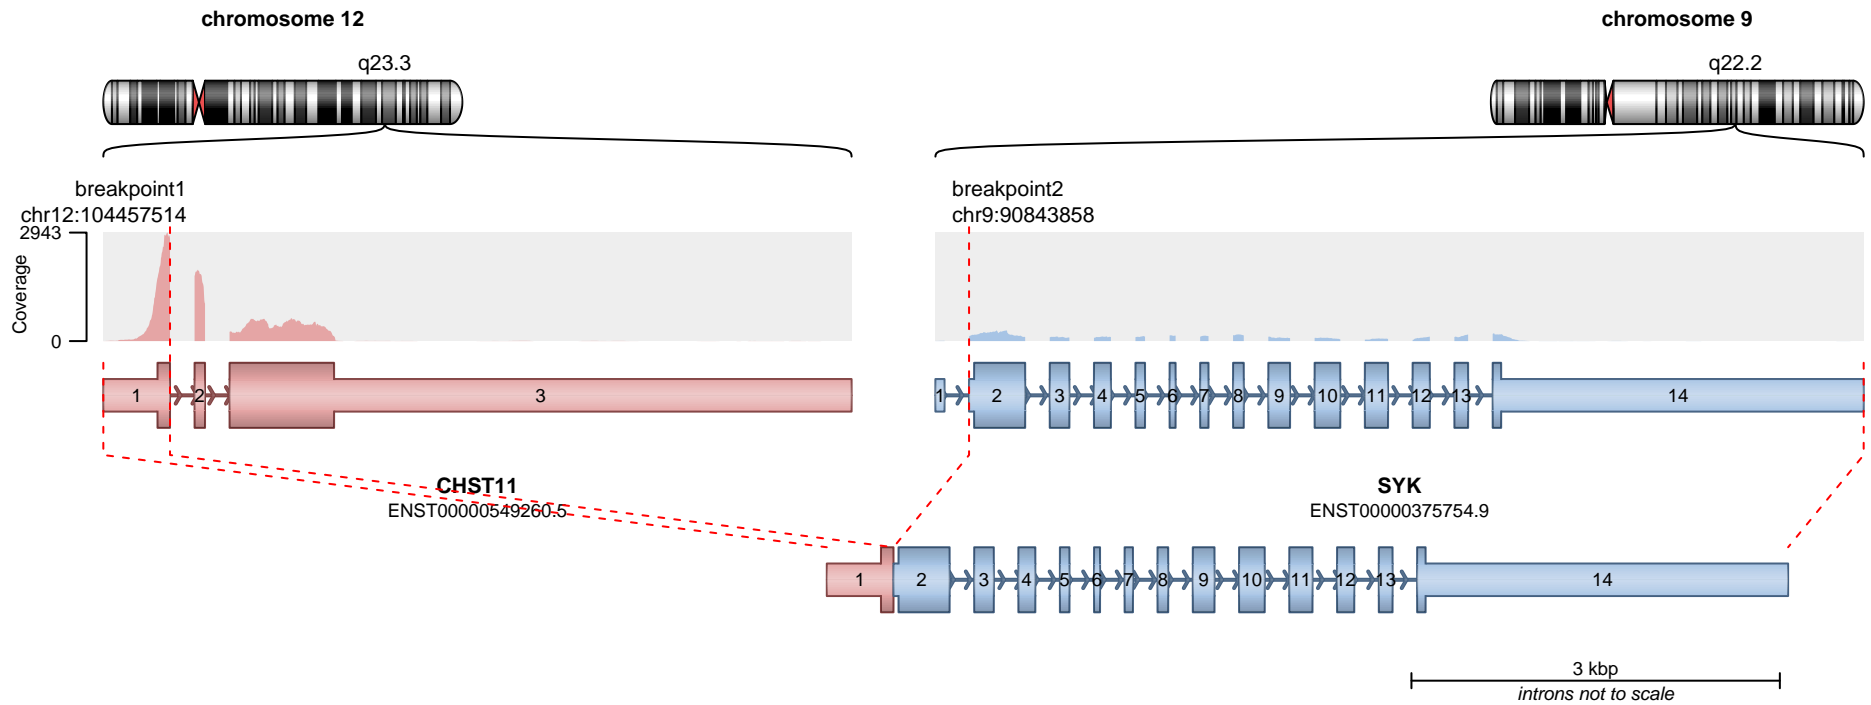 chromosome 12
chromosome 9
q23.3
q22.2
breakpoint1
chr12:104457514
breakpoint2
chr9:90843858
2943
Coverage
0
1 2 3
1 2 3 4 5 6 7 8 9 10 11 12 13 14
CHST11
ENST00000549260.5
SYK
ENST00000375754.9
1 2 3 4 5 6 7 8 9 10 11 12 13 14
3 kbp
introns not to scale